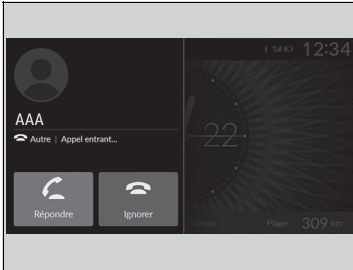 12:34
AAA
Autre | Appel entrant...
22
Répondre
Ignorer
Plage 309 km